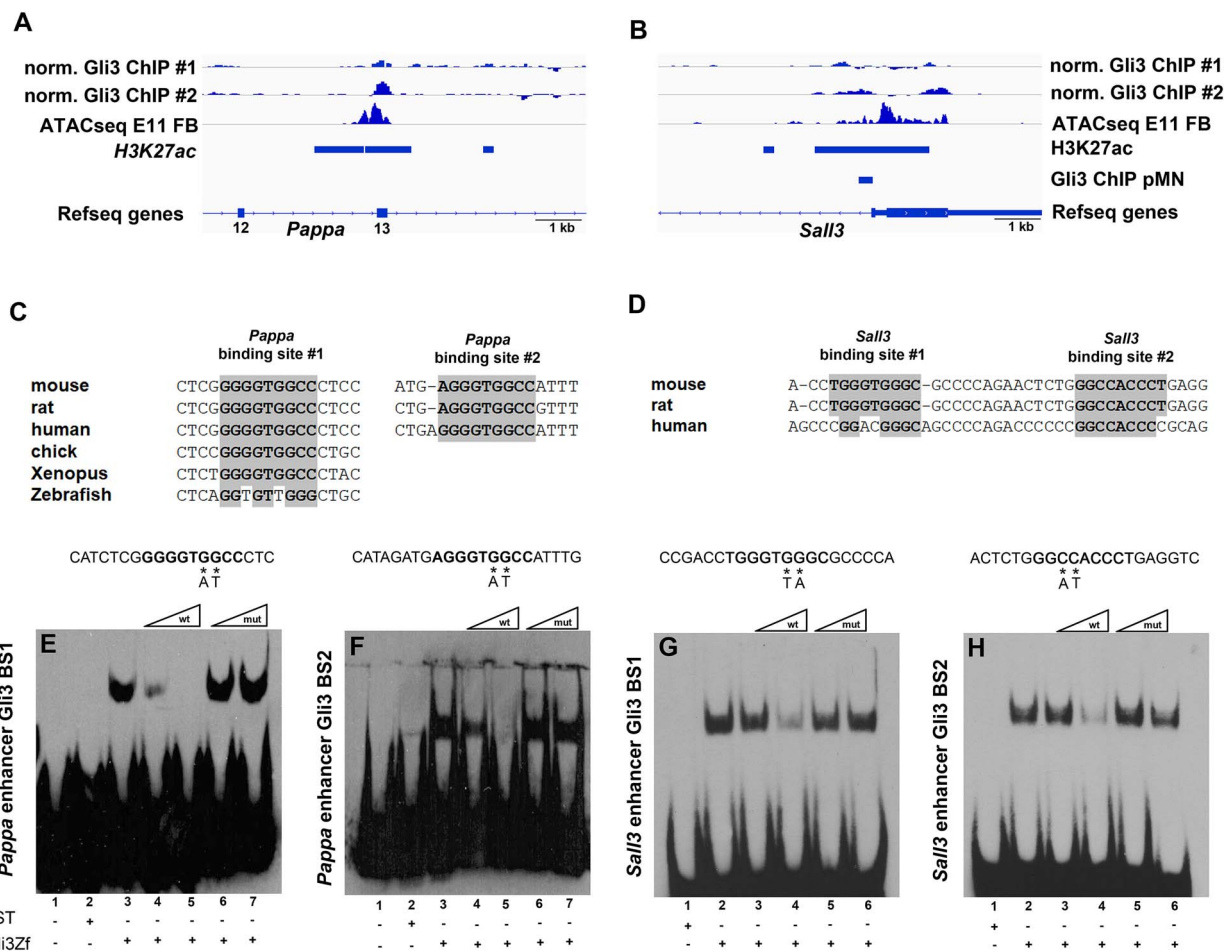 A
norm. Gli3 ChIP #1
norm. Gli3 ChIP #2
ATACseq E11 FB
H3K27ac
Refseq genes
12
Pappa
13
1 kb
B
norm. Gli3 ChIP #1
norm. Gli3 ChIP #2
ATACseq E11 FB
H3K27ac
Gli3 ChIP pMN
Refseq genes
Sall3
1 kb
C
Pappa
binding site #1
Pappa
binding site #2
mouse CTCGGGGGTGGCCCTCC ATG-AGGGTGGCCATTT
rat CTCGGGGGTGGCCCTCC CTG-AGGGTGGCCGTTT
human CTCGGGGGTGGCCCTCC CTGAGGGGTGGCCATTT
chick CTCCGGGGTGGCCCTGC
Xenopus CTCTGGGGTGGCCCTAC
Zebrafish CTCAGGTGTTGGGCTGC
D
Sall3
binding site #1
Sall3
binding site #2
mouse A-CCTGGGTGGGC-GCCCCAGAACTCTGGGCCACCCTGAGG
rat A-CCTGGGTGGGC-GCCCCAGAACTCTGGGCCACCCTGAGG
human AGCCCGGACGGGCAGCCCCAGACCCCCCGGCCACCCCGCAG
CATCTCGGGGGTGGCCCTC
* *
A T
wt
mut
E
Pappa enhancer Gli3 BS1
1 2 3 4 5 6 7
- + - - - - -
- - + + + + +
CATAGATGAGGGTGGCCATTTG
* *
A T
wt
mut
F
Pappa enhancer Gli3 BS2
1 2 3 4 5 6 7
- + - - - - -
- - + + + + +
CCGACCTGGGTGGGCGCCCCA
* *
T A
wt
mut
G
Sall3 enhancer Gli3 BS1
1 2 3 4 5 6
+ - - - - -
- + + + + +
ACTCTGGGCCACCCTGAGGTC
* *
A T
wt
mut
H
Sall3 enhancer Gli3 BS2
1 2 3 4 5 6
+ - - - - -
- + + + + +